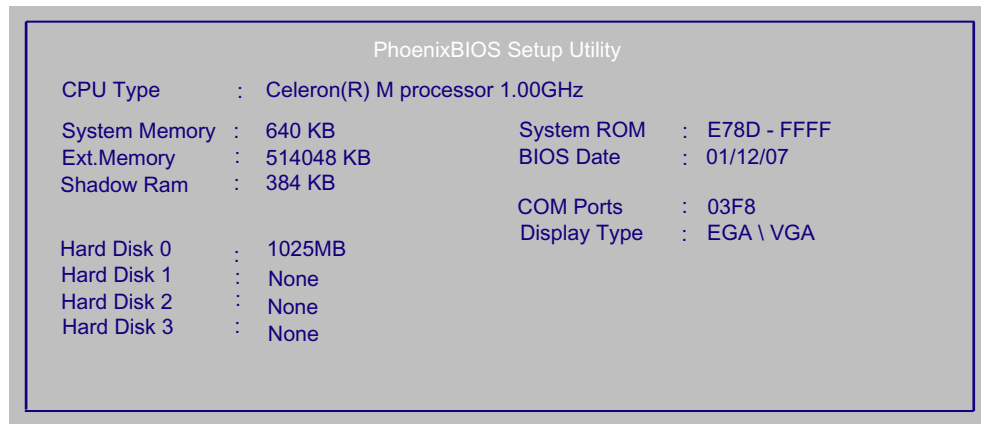 PhoenixBIOS Setup Utility
CPU Type : Celeron(R) M processor 1.00GHz
System Memory : 640 KB System ROM : E78D - FFFF
Ext.Memory : 514048 KB BIOS Date : 01/12/07
Shadow Ram : 384 KB
COM Ports : 03F8
Display Type : EGA \ VGA
Hard Disk 0 : 1025MB
Hard Disk 1 : None
Hard Disk 2 : None
Hard Disk 3 : None